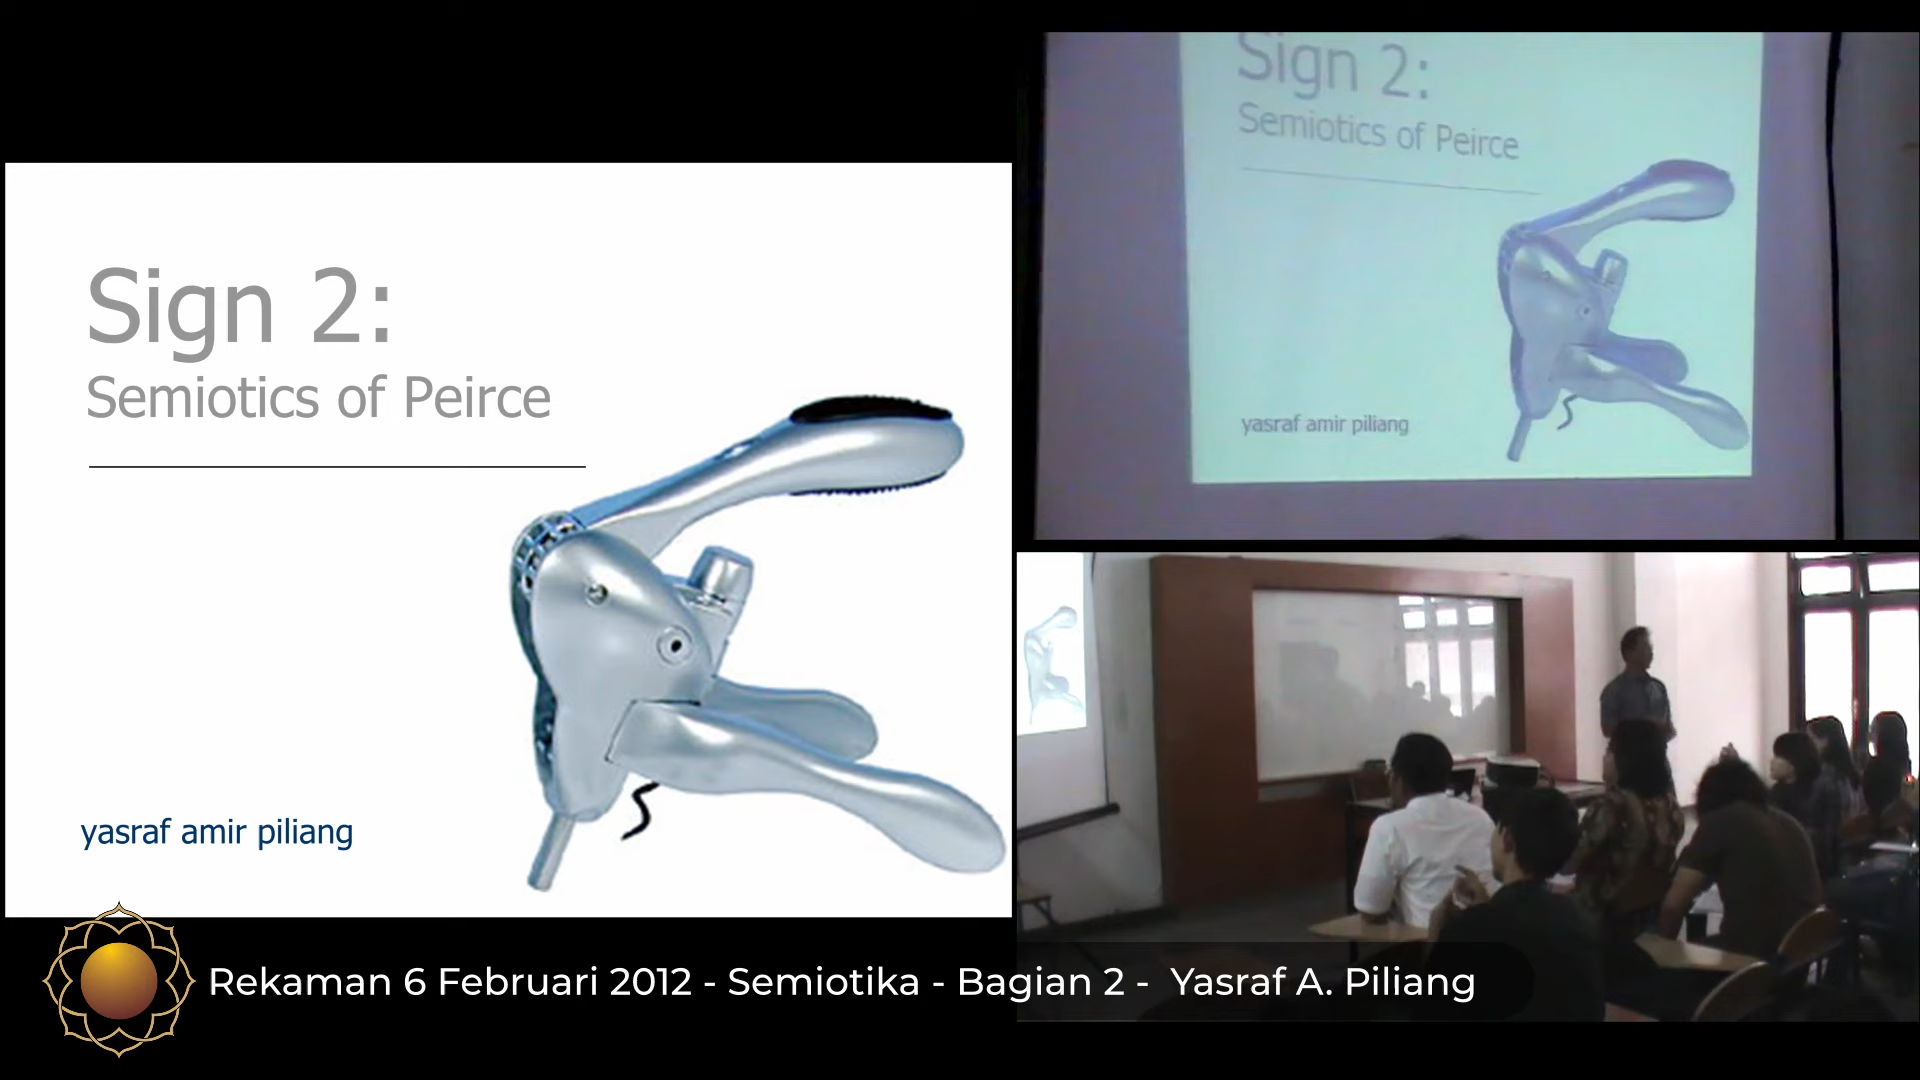 Sign 2:
Semiotics of Peirce
yasraf amir piliang
Sign 2:
Semiotics of Peirce
yasraf amir piliang
Rekaman 6 Februari 2012 - Semiotika - Bagian 2 - Yasraf A. Piliang